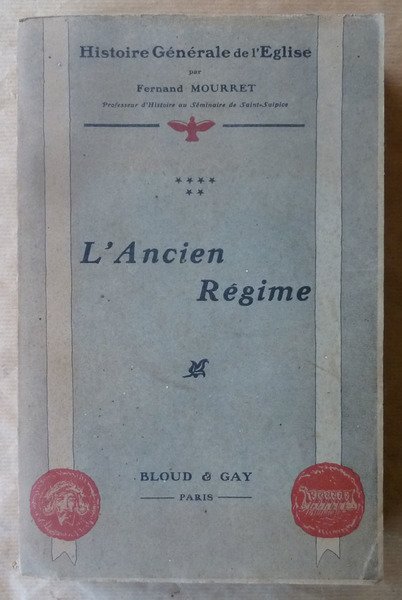 Histoire Générale de l'Eglise
par
Fernand MOURRET
Professeur d'Histoire au Séminaire de Saint-Sulpice
L'Ancien
Régime
BLOUD & GAY
PARIS